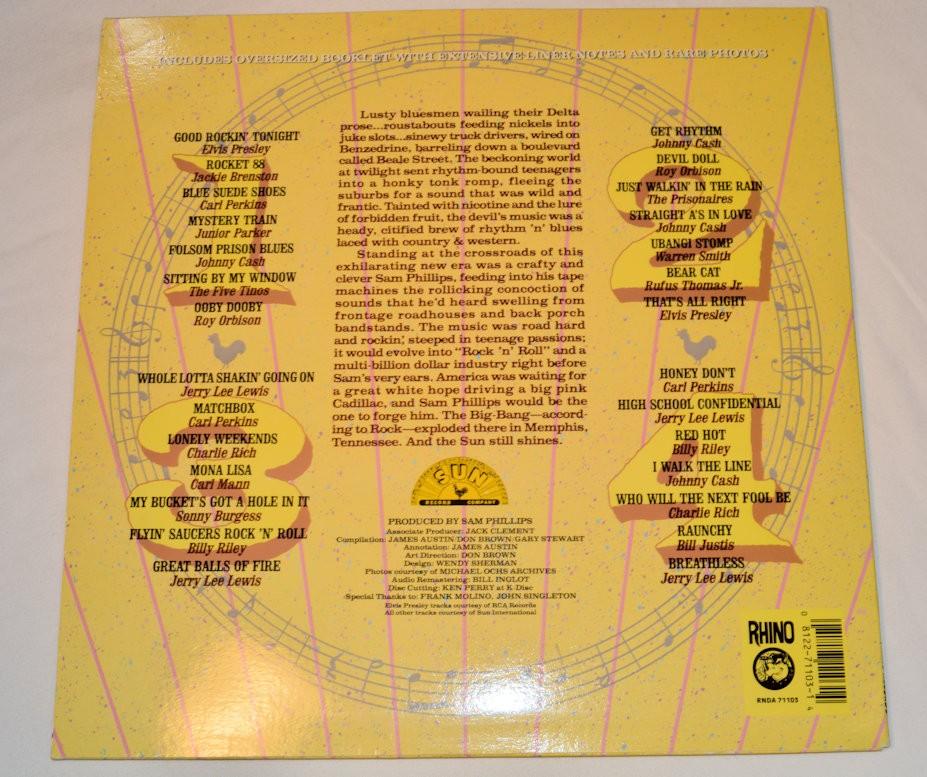 INCLUDES OVERSIZED BOOKLET WITH EXTENSIVE LINER NOTES AND RARE PHOTOS
1
GOOD ROCKIN' TONIGHT
Elvis Presley
ROCKET 88
Jackie Brenston
BLUE SUEDE SHOES
Carl Perkins
MYSTERY TRAIN
Junior Parker
FOLSOM PRISON BLUES
Johnny Cash
SITTING BY MY WINDOW
The Five Tinos
OOBY DOOBY
Roy Orbison
3
WHOLE LOTTA SHAKIN' GOING ON
Jerry Lee Lewis
MATCHBOX
Carl Perkins
LONELY WEEKENDS
Charlie Rich
MONA LISA
Carl Mann
MY BUCKET'S GOT A HOLE IN IT
Sonny Burgess
FLYIN' SAUCERS ROCK 'N' ROLL
Billy Riley
GREAT BALLS OF FIRE
Jerry Lee Lewis
Lusty bluesmen wailing their Delta
prose...roustabouts feeding nickels into
juke slots...sinewy truck drivers, wired on
Benzedrine, barreling down a boulevard
called Beale Street. The beckoning world
at twilight sent rhythm-bound teenagers
into a honky tonk romp, fleeing the
suburbs for a sound that was wild and
frantic. Tainted with nicotine and the lure
of forbidden fruit, the devil's music was a
heady, citified brew of rhythm 'n' blues
laced with country & western.
Standing at the crossroads of this
exhilarating new era was a crafty and
clever Sam Phillips, feeding into his tape
machines the rollicking concoction of
sounds that he'd heard swelling from
frontage roadhouses and back porch
bandstands. The music was road hard
and rockin', steeped in teenage passions;
it would evolve into "Rock 'n' Roll" and a
multi-billion dollar industry right before
Sam's very ears. America was waiting for
a great white hope driving a big pink
Cadillac, and Sam Phillips would be the
one to forge him. The Big-Bang—accord-
ing to Rock—exploded there in Memphis,
Tennessee. And the Sun still shines.
SUN
RECORD COMPANY
PRODUCED BY SAM PHILLIPS
Associate Producer: JACK CLEMENT
Compilation: JAMES AUSTIN/DON BROWN/GARY STEWART
Annotation: JAMES AUSTIN
Art Direction: DON BROWN
Design: WENDY SHERMAN
Photos courtesy of MICHAEL OCHS ARCHIVES
Audio Remastering: BILL INGLOT
Disc Cutting: KEN PERRY at K-Disc
Special Thanks to: FRANK MOLINO, JOHN SINGLETON
Elvis Presley tracks courtesy of RCA Records
All other tracks courtesy of Sun International
2
GET RHYTHM
Johnny Cash
DEVIL DOLL
Roy Orbison
JUST WALKIN' IN THE RAIN
The Prisonaires
STRAIGHT A'S IN LOVE
Johnny Cash
UBANGI STOMP
Warren Smith
BEAR CAT
Rufus Thomas Jr.
THAT'S ALL RIGHT
Elvis Presley
4
HONEY DON'T
Carl Perkins
HIGH SCHOOL CONFIDENTIAL
Jerry Lee Lewis
RED HOT
Billy Riley
I WALK THE LINE
Johnny Cash
WHO WILL THE NEXT FOOL BE
Charlie Rich
RAUNCHY
Bill Justis
BREATHLESS
Jerry Lee Lewis
RHINO
RNDA 71103
0 8122-71103-1 4